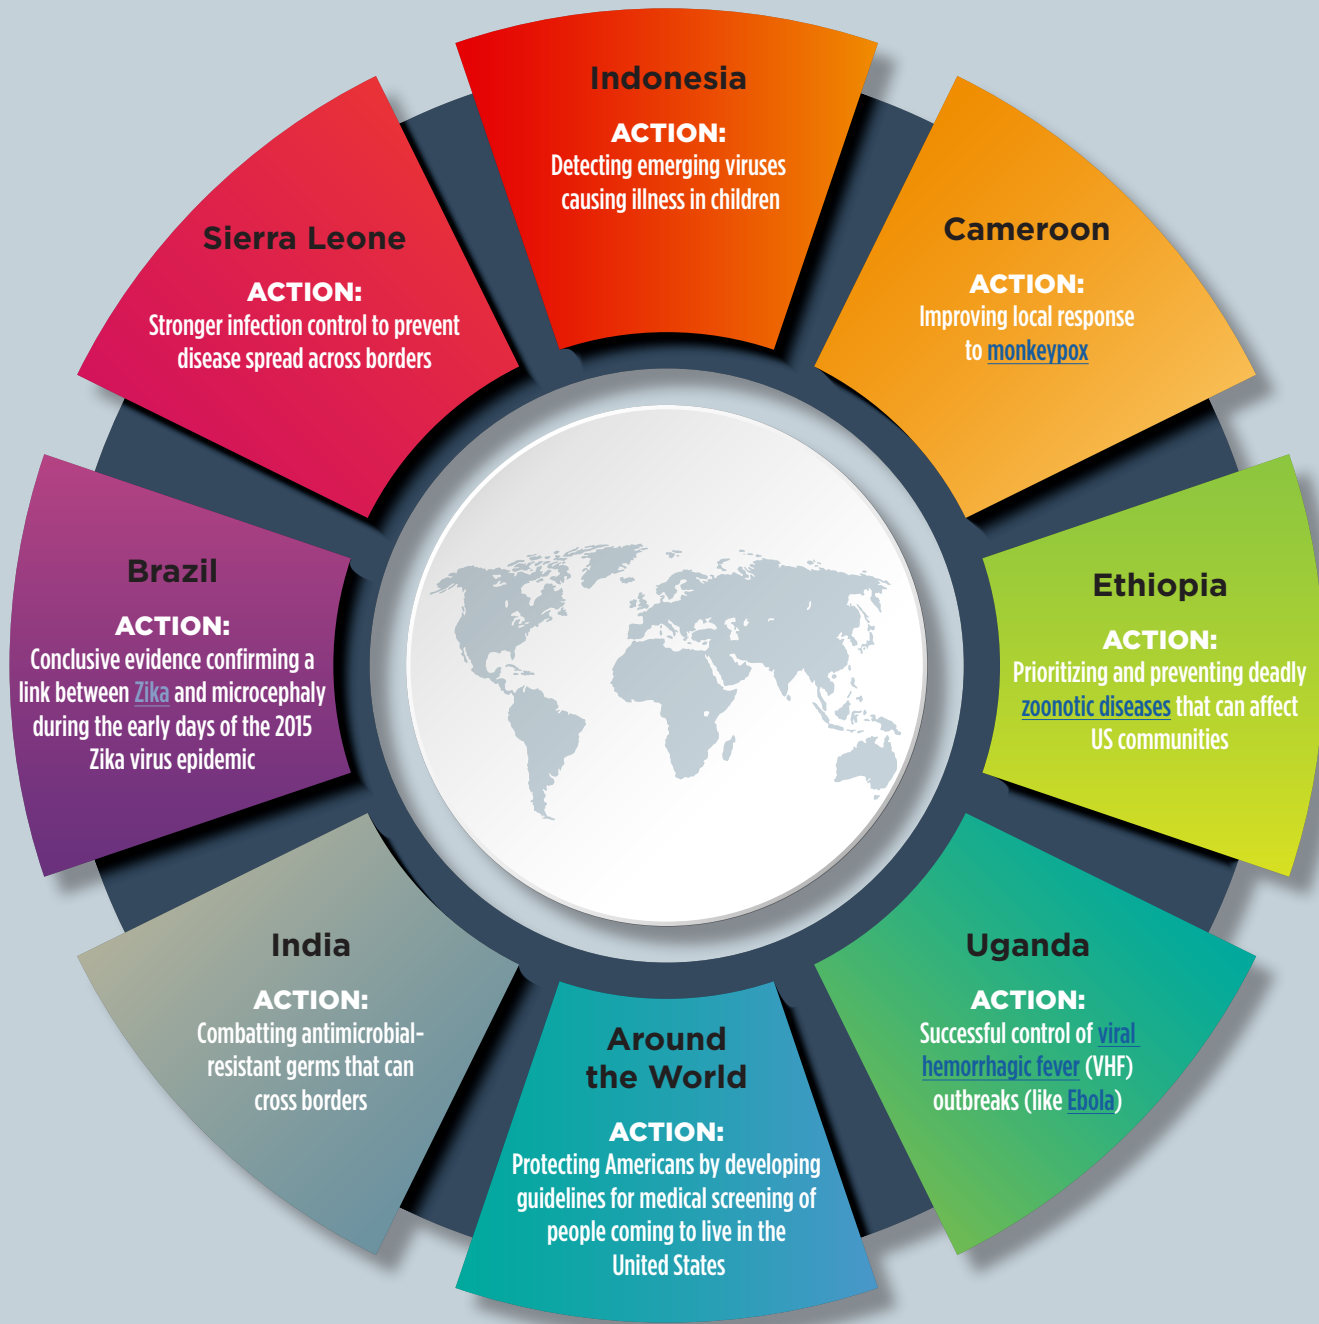 Indonesia
ACTION:
Detecting emerging viruses
causing illness in children
Cameroon
ACTION:
Improving local response
to monkeypox
Ethiopia
ACTION:
Prioritizing and preventing deadly
zoonotic diseases that can affect
US communities
Uganda
ACTION:
Successful control of viral
hemorrhagic fever (VHF)
outbreaks (like Ebola)
Around
the World
ACTION:
Protecting Americans by developing
guidelines for medical screening of
people coming to live in the
United States
India
ACTION:
Combatting antimicrobial-
resistant germs that can
cross borders
Brazil
ACTION:
Conclusive evidence confirming a
link between Zika and microcephaly
during the early days of the 2015
Zika virus epidemic
Sierra Leone
ACTION:
Stronger infection control to prevent
disease spread across borders